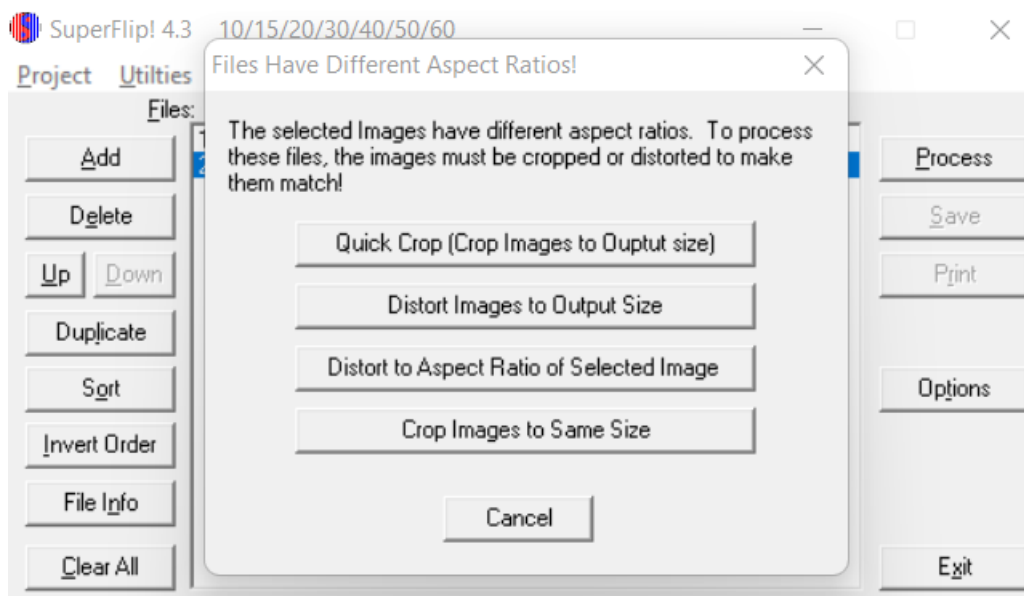 SuperFlip! 4.3 10/15/20/30/40/50/60
Project Utilties
Files Have Different Aspect Ratios!
Files:
The selected Images have different aspect ratios. To process
these files, the images must be cropped or distorted to make
them match!
Quick Crop (Crop Images to Ouptut size)
Distort Images to Output Size
Distort to Aspect Ratio of Selected Image
Crop Images to Same Size
Cancel
Add
Delete
Up Down
Duplicate
Sort
Invert Order
File Info
Clear All
Process
Save
Print
Options
Exit